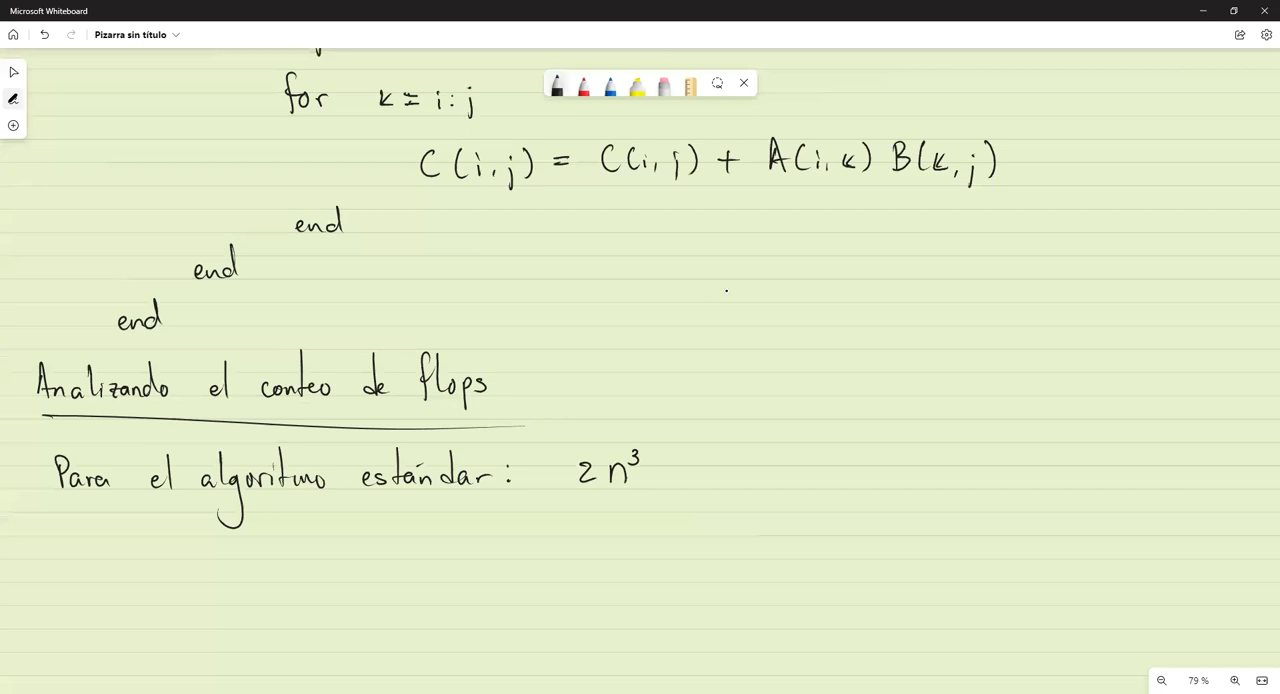 Microsoft Whiteboard
Pizarra sin título
for k = i : j
C(i,j) = C(i,j) + A(i,k) B(k,j)
end
end
end
Analizando el conteo de flops
Para el algoritmo estándar: 2n³
79 %